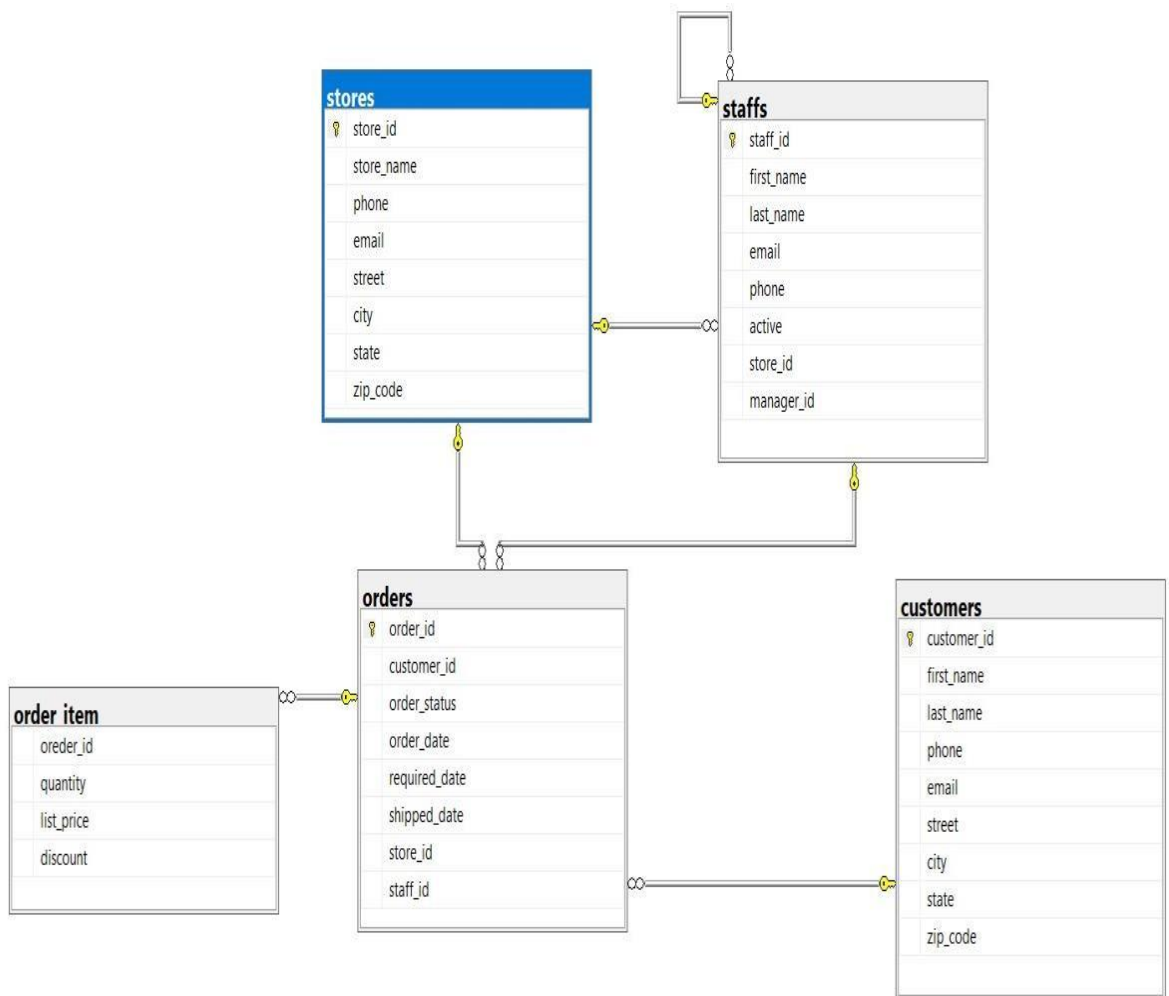 stores
store_id
store_name
phone
email
street
city
state
zip_code
staffs
staff_id
first_name
last_name
email
phone
active
store_id
manager_id
orders
order_id
customer_id
order_status
order_date
required_date
shipped_date
store_id
staff_id
customers
customer_id
first_name
last_name
phone
email
street
city
state
zip_code
order_item
oreder_id
quantity
list_price
discount